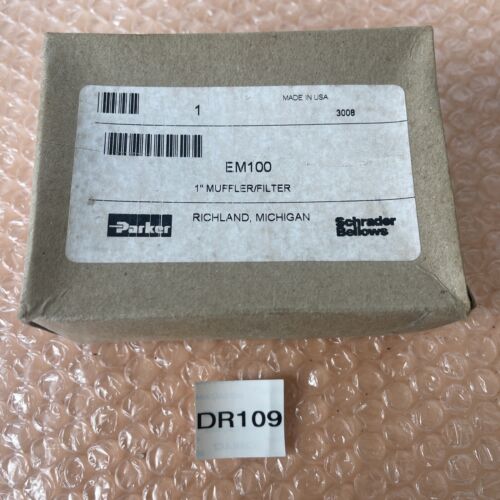 1
MADE IN USA
3008
EM100
1" MUFFLER/FILTER
Parker
RICHLAND, MICHIGAN
Schrader
Bellows
DR109